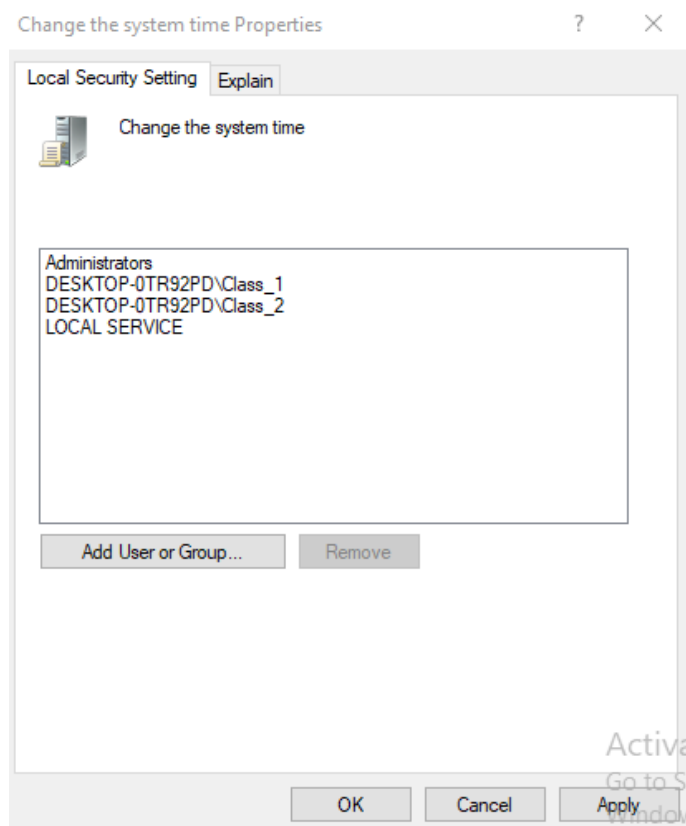 Change the system time Properties ? ×
Local Security Setting Explain
Change the system time
Administrators
DESKTOP-0TR92PD\Class_1
DESKTOP-0TR92PD\Class_2
LOCAL SERVICE
Add User or Group... Remove
Activa
Go to S
OK Cancel Apply
Window